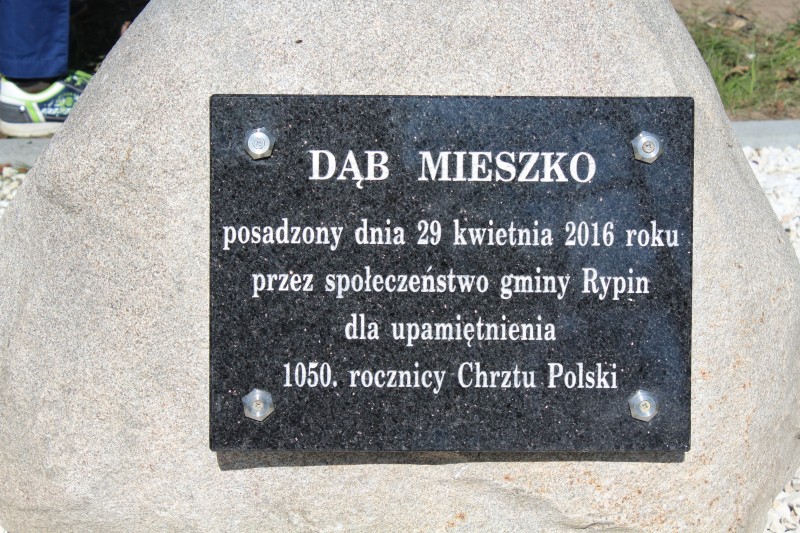 DĄB MIESZKO
posadzony dnia 29 kwietnia 2016 roku
przez społeczeństwo gminy Rypin
dla upamiętnienia
1050. rocznicy Chrztu Polski